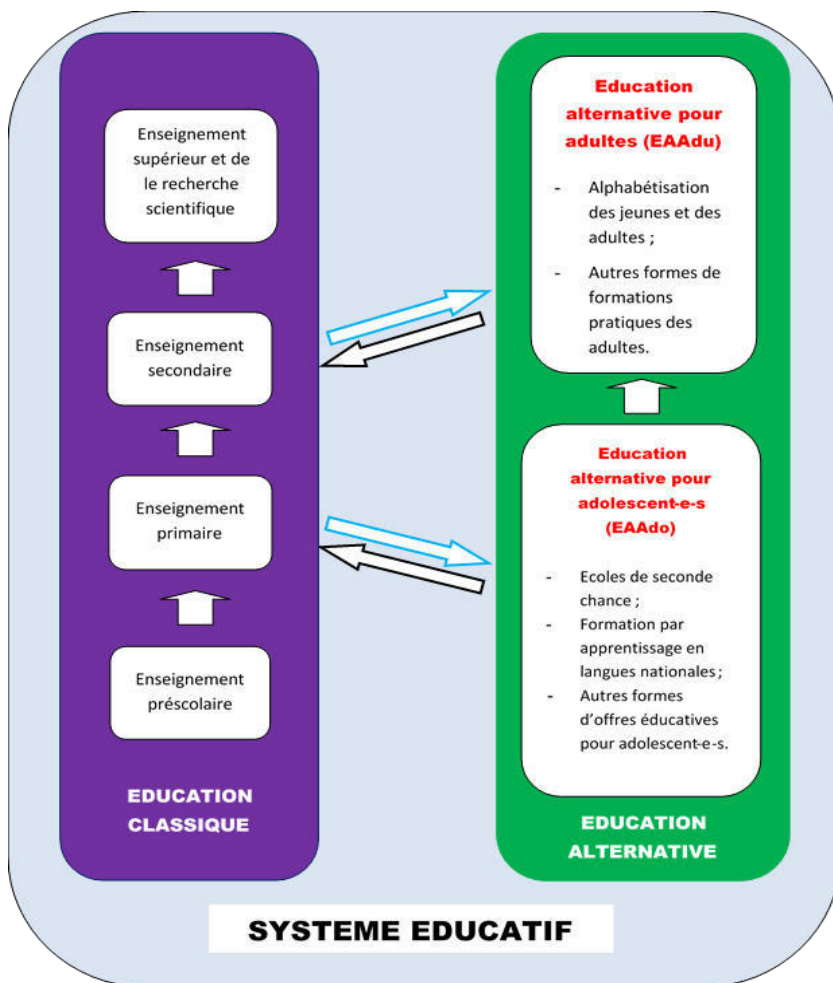 Enseignement
supérieur et de
le recherche
scientifique
Enseignement
secondaire
Enseignement
primaire
Enseignement
préscolaire
EDUCATION
CLASSIQUE
Education
alternative pour
adultes (EAAdu)
- Alphabétisation
des jeunes et des
adultes ;
- Autres formes de
formations
pratiques des
adultes.
Education
alternative pour
adolescent-e-s
(EAAdo)
- Ecoles de seconde
chance ;
- Formation par
apprentissage en
langues nationales ;
- Autres formes
d’offres éducatives
pour adolescent-e-s.
EDUCATION
ALTERNATIVE
SYSTEME EDUCATIF